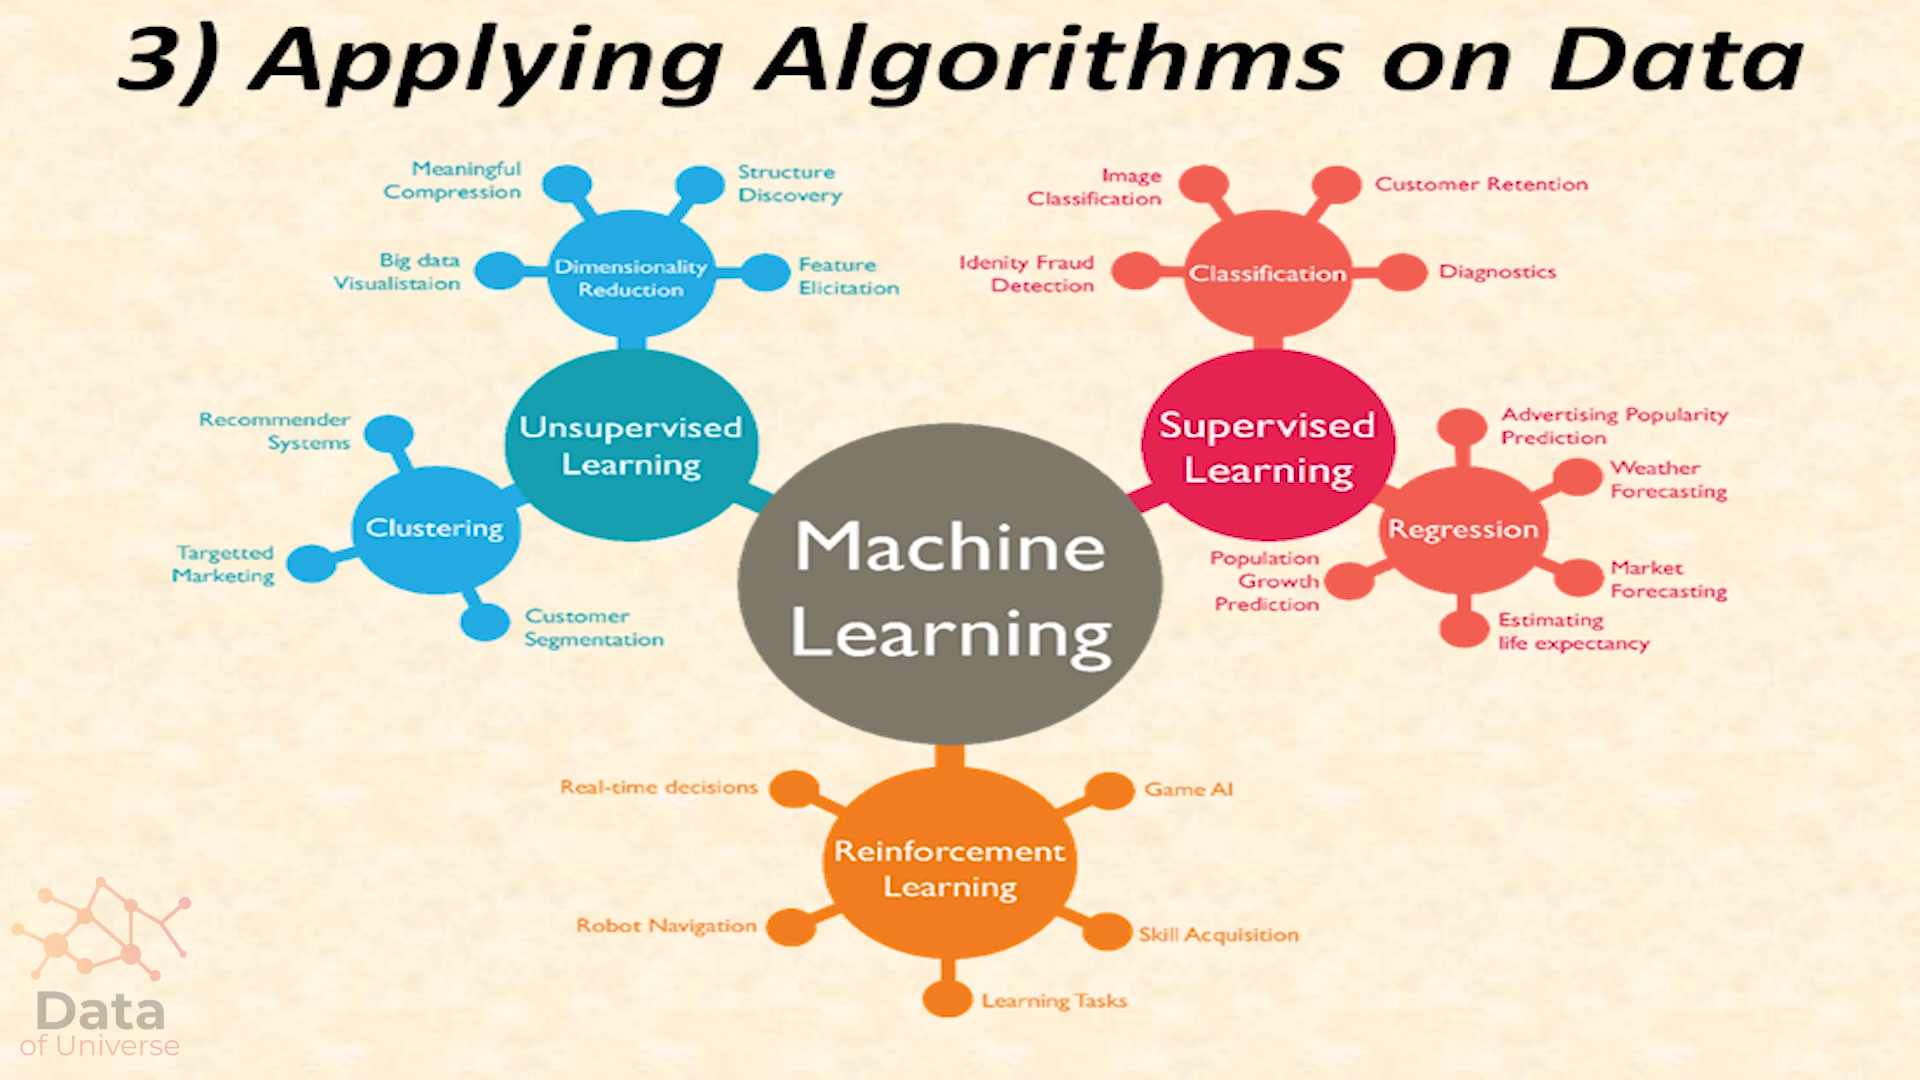 3) Applying Algorithms on Data
Meaningful
Compression
Structure
Discovery
Big data
Visualistaion
Dimensionality
Reduction
Feature
Elicitation
Image
Classification
Customer Retention
Idenity Fraud
Detection
Classification
Diagnostics
Recommender
Systems
Unsupervised
Learning
Clustering
Targetted
Marketing
Customer
Segmentation
Machine
Learning
Supervised
Learning
Advertising Popularity
Prediction
Weather
Forecasting
Regression
Population
Growth
Prediction
Market
Forecasting
Estimating
life expectancy
Real-time decisions
Game AI
Reinforcement
Learning
Robot Navigation
Skill Acquisition
Learning Tasks
Data
of Universe